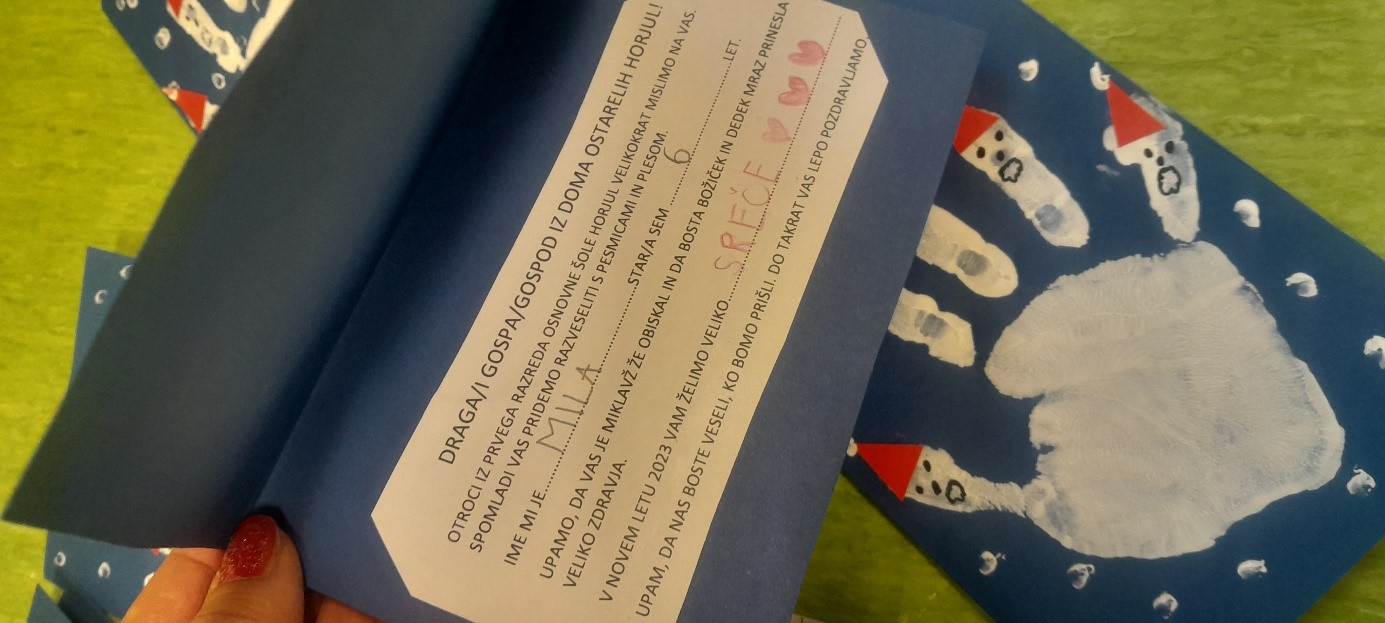 DRAGA/I GOSPA/GOSPOD IZ DOMA OSTARELIH HORJUL!
OTROCI IZ PRVEGA RAZREDA OSNOVNE ŠOLE HORJUL VELIKOKRAT MISLIMO NA VAS.
SPOMLADI VAS PRIDEMO RAZVESELITI S PESMICAMI IN PLESOM.
IME MI JE MILA STAR/A SEM 6 LET.
UPAMO, DA VAS JE MIKLAVŽ ŽE OBISKAL IN DA BOSTA BOŽIČEK IN DEDEK MRAZ PRINESLA
VELIKO ZDRAVJA.
V NOVEM LETU 2023 VAM ŽELIMO VELIKO SREČE
UPAM, DA NAS BOSTE VESELI, KO BOMO PRIŠLI. DO TAKRAT VAS LEPO POZDRAVLJAMO